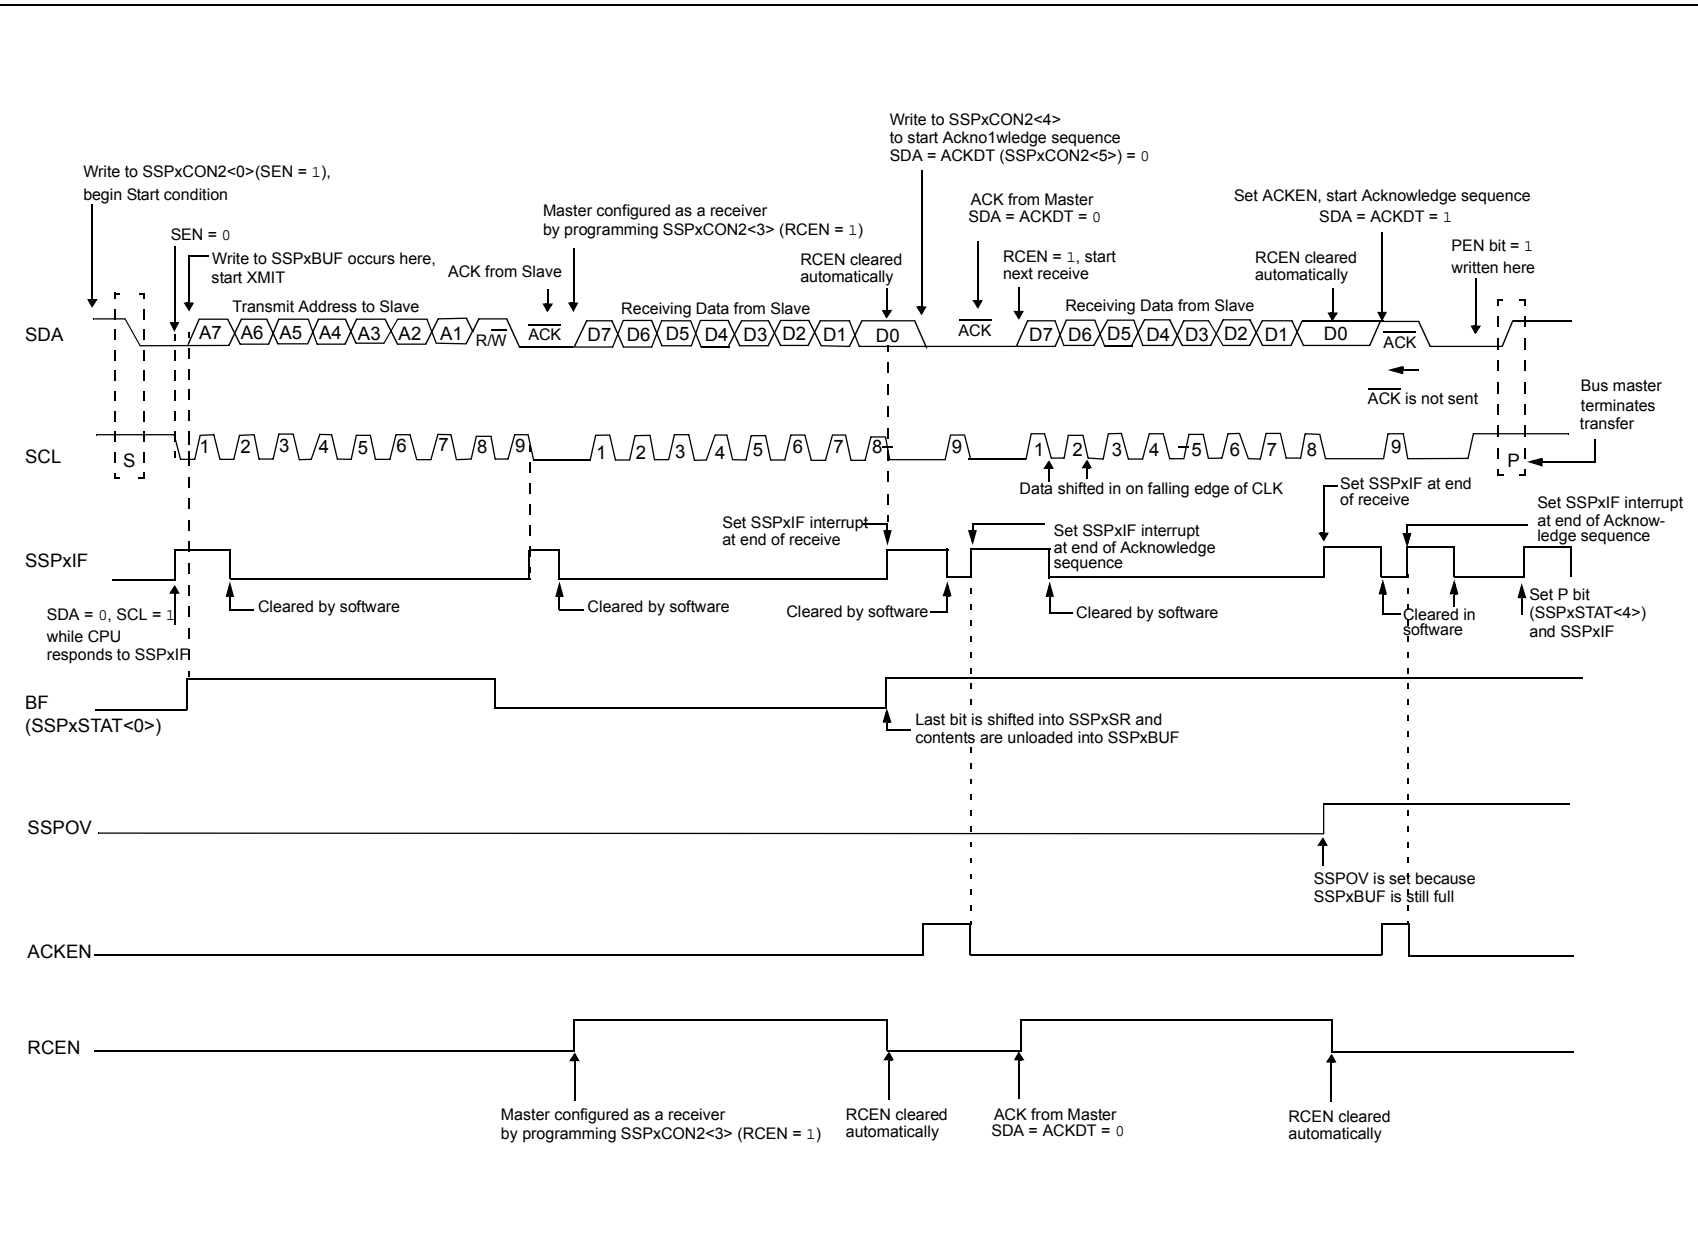 Write to SSPxCON2<4>
to start Ackno1wledge sequence
SDA = ACKDT (SSPxCON2<5>) = 0
Write to SSPxCON2<0>(SEN = 1),
begin Start condition
ACK from Master
SDA = ACKDT = 0
Set ACKEN, start Acknowledge sequence
SDA = ACKDT = 1
Master configured as a receiver
by programming SSPxCON2<3> (RCEN = 1)
SEN = 0
Write to SSPxBUF occurs here,
start XMIT
ACK from Slave
RCEN cleared
automatically
RCEN = 1, start
next receive
RCEN cleared
automatically
PEN bit = 1
written here
Transmit Address to Slave
Receiving Data from Slave
Receiving Data from Slave
SDA
A7 A6 A5 A4 A3 A2 A1 R/W ACK D7 D6 D5 D4 D3 D2 D1 D0 ACK D7 D6 D5 D4 D3 D2 D1 D0 ACK
ACK is not sent
Bus master
terminates
transfer
SCL
S 1 2 3 4 5 6 7 8 9 1 2 3 4 5 6 7 8 9 1 2 3 4 5 6 7 8 9 P
Data shifted in on falling edge of CLK
Set SSPxIF at end
of receive
Set SSPxIF interrupt
at end of receive
Set SSPxIF interrupt
at end of Acknowledge
sequence
Set SSPxIF interrupt
at end of Acknow-
ledge sequence
SSPxIF
SDA = 0, SCL = 1
while CPU
responds to SSPxIF
Cleared by software
Cleared by software
Cleared by software
Cleared by software
Cleared in
software
Set P bit
(SSPxSTAT<4>)
and SSPxIF
BF
(SSPxSTAT<0>)
Last bit is shifted into SSPxSR and
contents are unloaded into SSPxBUF
SSPOV
SSPOV is set because
SSPxBUF is still full
ACKEN
RCEN
Master configured as a receiver
by programming SSPxCON2<3> (RCEN = 1)
RCEN cleared
automatically
ACK from Master
SDA = ACKDT = 0
RCEN cleared
automatically